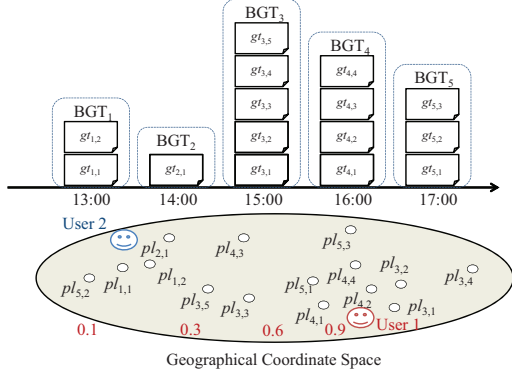 BGT3
BGT4
BGT5
BGT1
BGT2
gt3,5
gt3,4
gt4,4
gt3,3
gt4,3
gt5,3
gt1,2
gt3,2
gt4,2
gt5,2
gt1,1
gt2,1
gt3,1
gt4,1
gt5,1
13:00 14:00 15:00 16:00 17:00
User 2
pl2,1
pl4,3
pl5,3
pl5,2
pl1,1
pl1,2
pl3,5
pl3,3
pl5,1
pl4,4
pl3,2
pl3,4
pl4,1
pl4,2
pl3,1
0.1 0.3 0.6 0.9 User 1
Geographical Coordinate Space